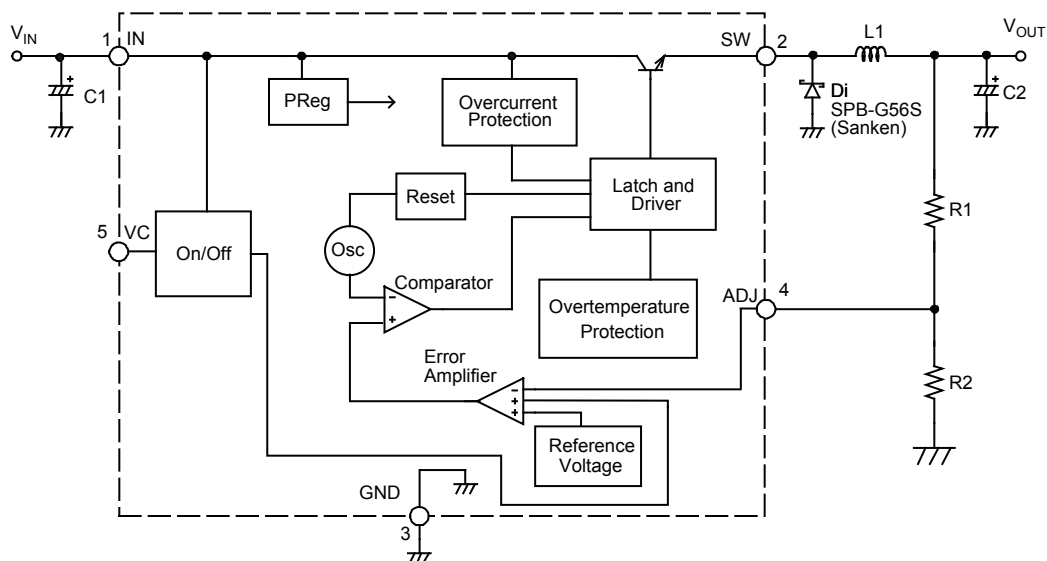 VIN
1
IN
SW
2
L1
VOUT
C1
PReg
Overcurrent
Protection
Di
SPB-G56S
(Sanken)
C2
Reset
Latch and
Driver
R1
5
VC
On/Off
Osc
Comparator
−
+
Overtemperature
Protection
ADJ
4
Error
Amplifier
−
+
+
R2
Reference
Voltage
GND
3
+
+